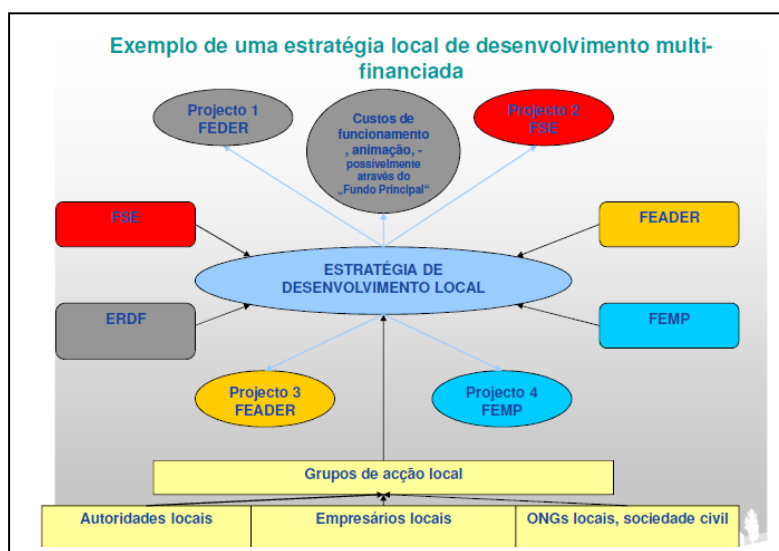 Exemplo de uma estratégia local de desenvolvimento multi-
financiada
Projecto 1
FEDER
Custos de
funcionamento
, animação, -
possívelmente
através do
„Fundo Principal“
Projecto 2
FSE
FSE
FEADER
ESTRATÉGIA DE
DESENVOLVIMENTO LOCAL
ERDF
FEMP
Projecto 3
FEADER
Projecto 4
FEMP
Grupos de acção local
Autoridades locais
Empresários locais
ONGs locais, sociedade civil